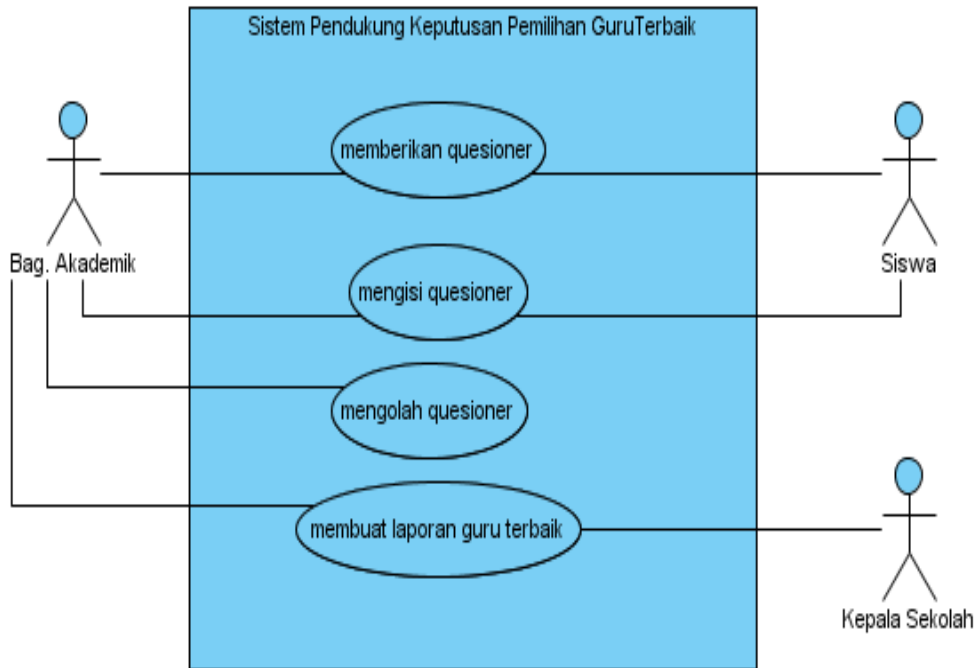 Sistem Pendukung Keputusan Pemilihan GuruTerbaik
memberikan quesioner
Bag. Akademik
Siswa
mengisi quesioner
mengolah quesioner
membuat laporan guru terbaik
Kepala Sekolah